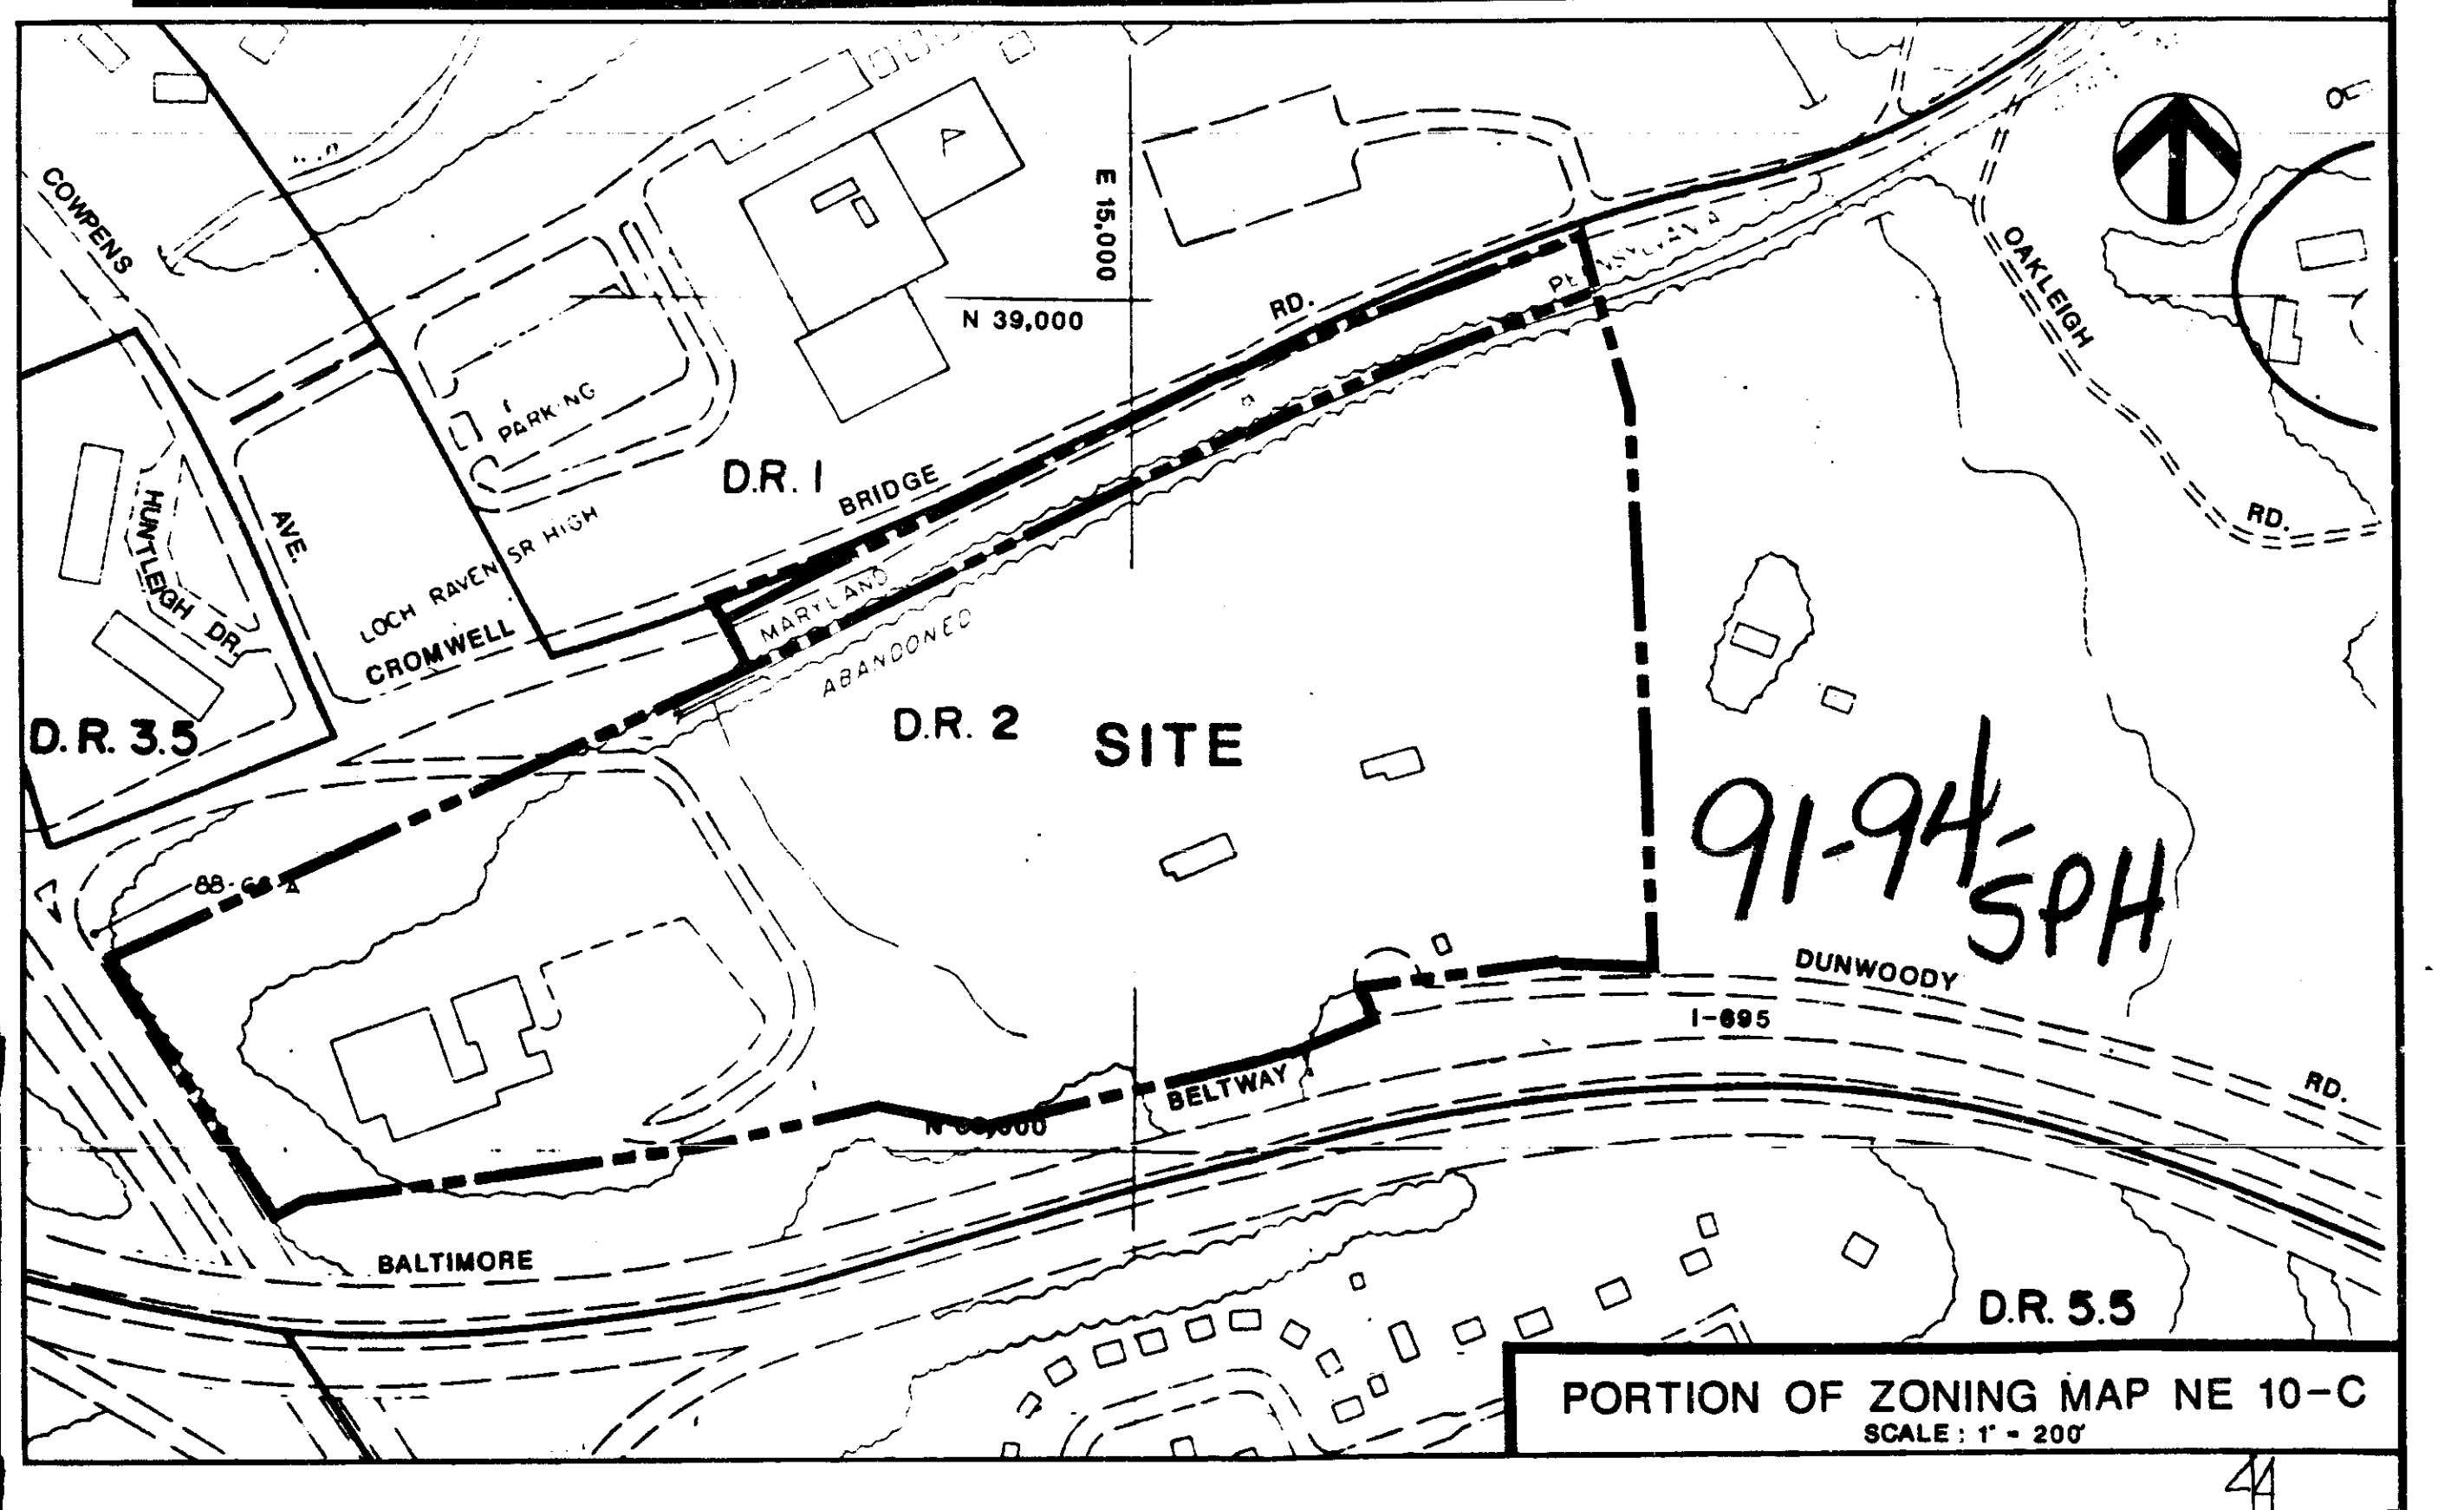 COWPENS
E 15,000
N 39,000
OAKLEIGH
RD.
PENNSYLVANIA
PARKING
D.R. 1
BRIDGE
RD.
HUNTLEIGH DR.
AVE.
LOCH RAVEN SR HIGH
CROMWELL
MARYLAND
ABANDONED
D.R. 3.5
D.R. 2
SITE
91-94-
SPH
DUNWOODY
I-695
BELTWAY
RD.
BALTIMORE
D.R. 5.5
PORTION OF ZONING MAP NE 10-C
SCALE : 1" = 200'